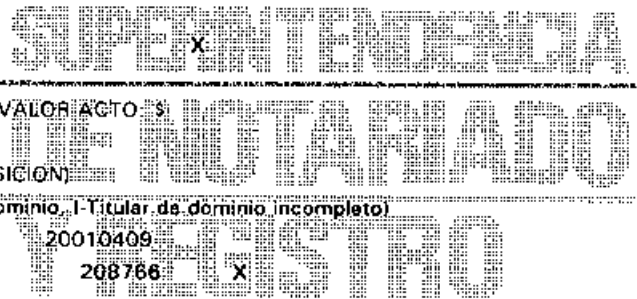 SUPERINTENDENCIA
X
VALOR ACTO: $
DE NOTARIADO
SICION)
ominio, I-Titular de dominio incompleto)
20010409
208766 X
Y REGISTRO